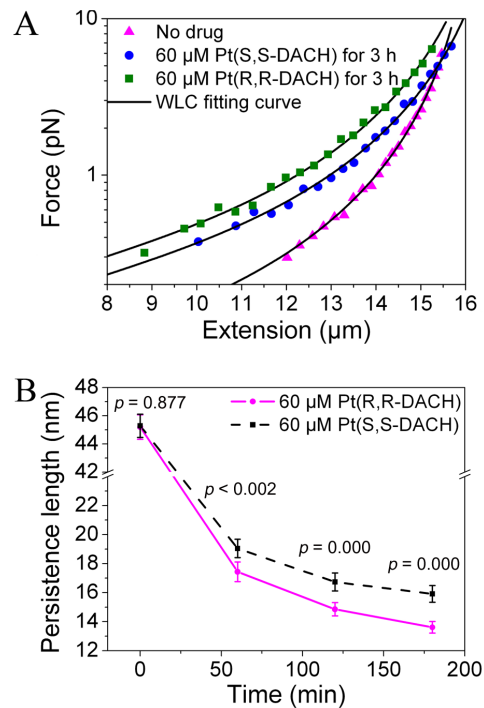 A
No drug
60 µM Pt(S,S-DACH) for 3 h
60 µM Pt(R,R-DACH) for 3 h
WLC fitting curve
Force (pN)
10
1
8 9 10 11 12 13 14 15 16
Extension (µm)
B
60 µM Pt(R,R-DACH)
60 µM Pt(S,S-DACH)
p = 0.877
p < 0.002
p = 0.000
p = 0.000
Persistence length (nm)
48
46
44
42
22
20
18
16
14
12
0 50 100 150 200
Time (min)